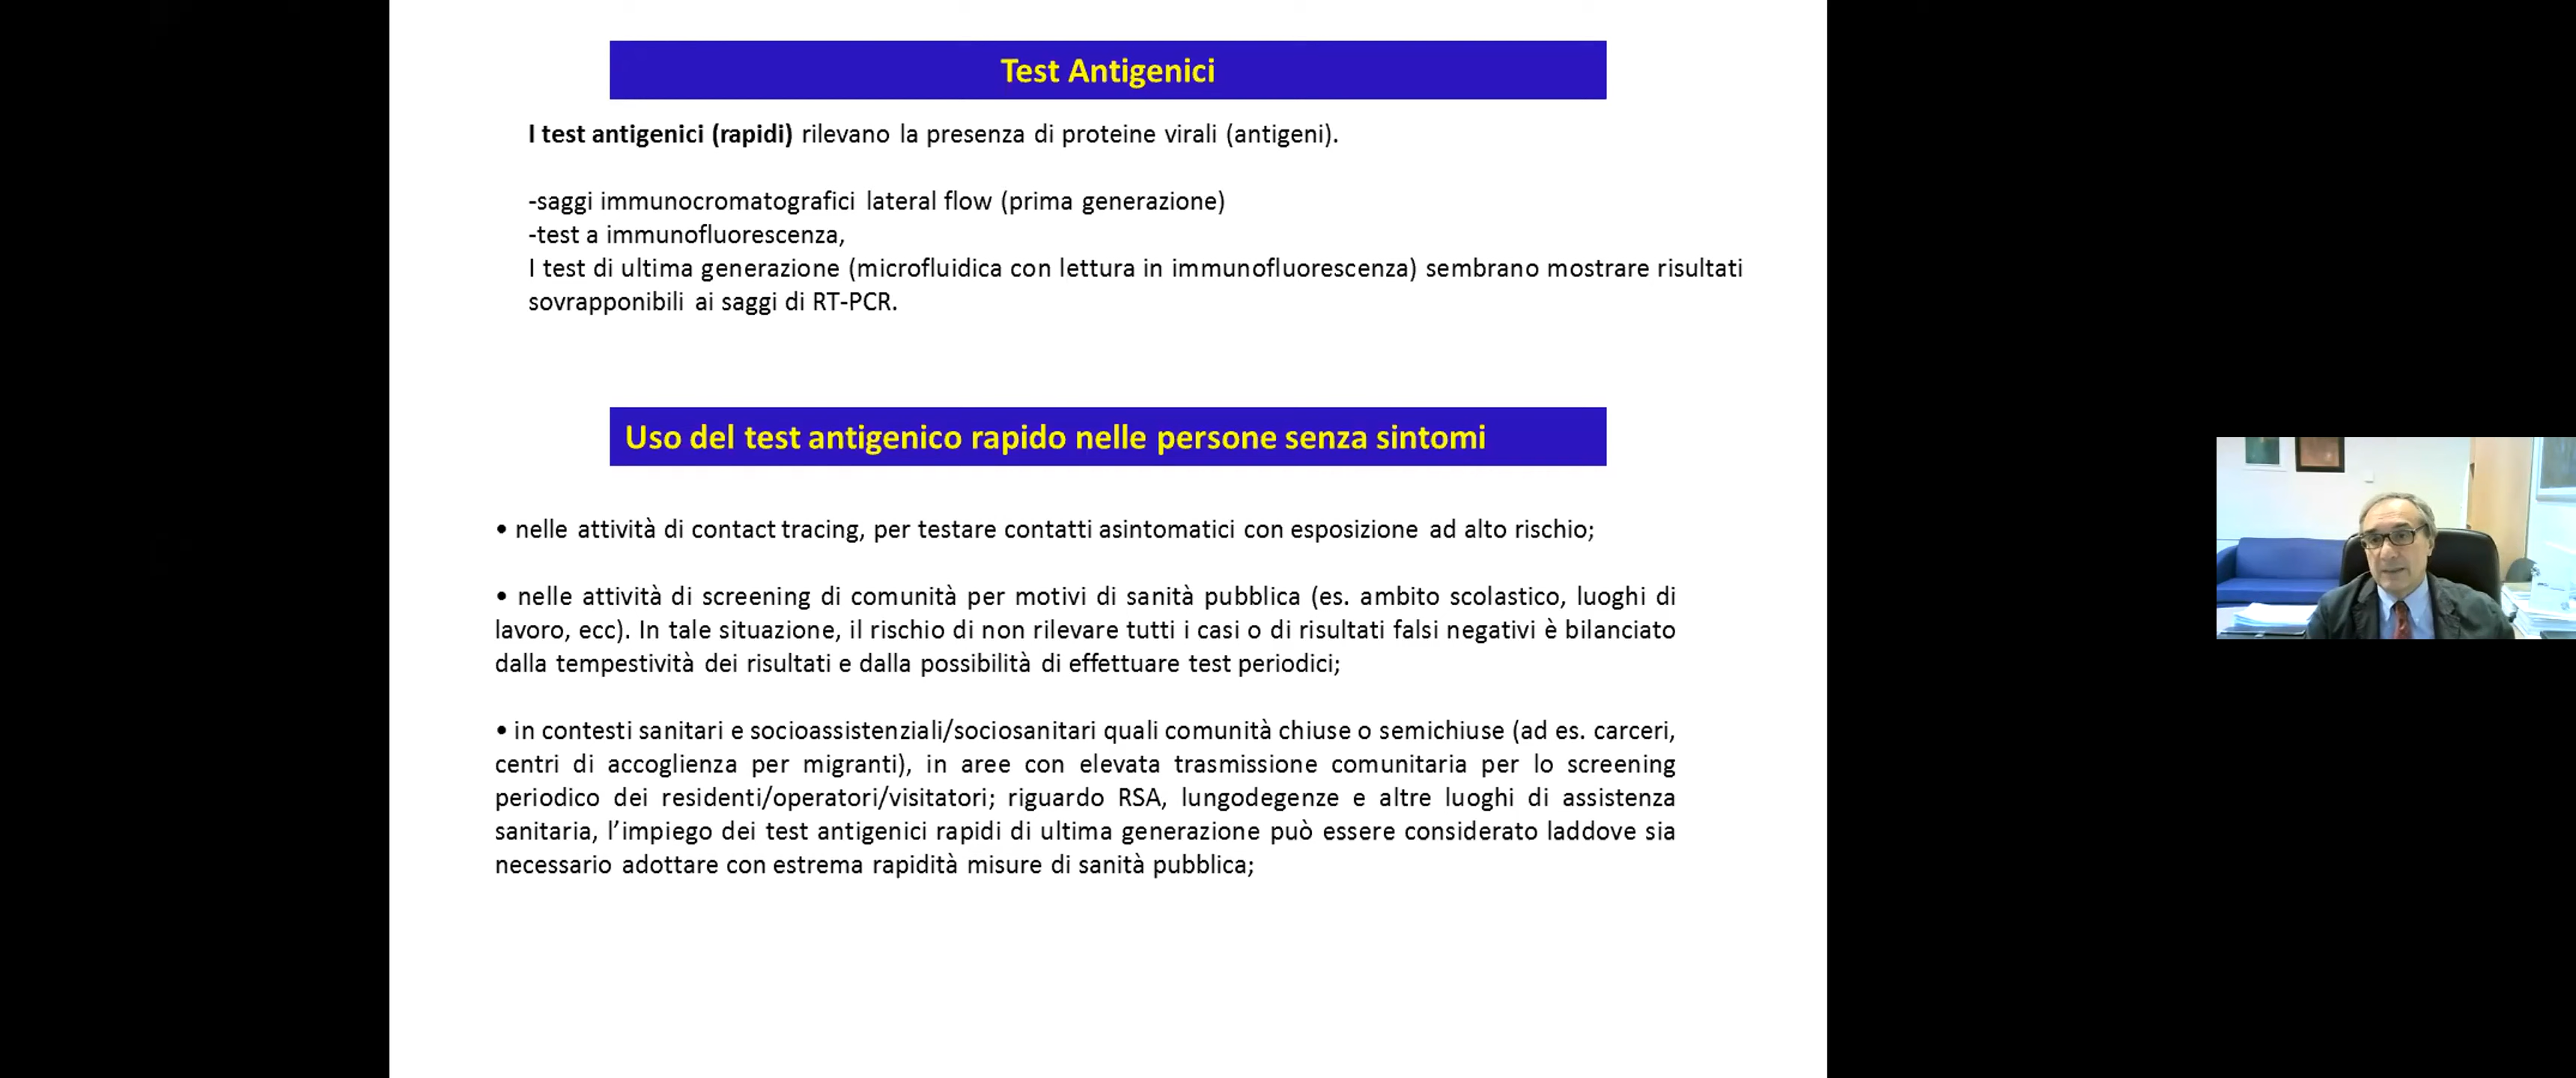 Test Antigenici
I test antigenici (rapidi) rilevano la presenza di proteine virali (antigeni).
-saggi immunocromatografici lateral flow (prima generazione)
-test a immunofluorescenza,
I test di ultima generazione (microfluidica con lettura in immunofluorescenza) sembrano mostrare risultati
sovrapponibili ai saggi di RT-PCR.
Uso del test antigenico rapido nelle persone senza sintomi
• nelle attività di contact tracing, per testare contatti asintomatici con esposizione ad alto rischio;
• nelle attività di screening di comunità per motivi di sanità pubblica (es. ambito scolastico, luoghi di
lavoro, ecc). In tale situazione, il rischio di non rilevare tutti i casi o di risultati falsi negativi è bilanciato
dalla tempestività dei risultati e dalla possibilità di effettuare test periodici;
• in contesti sanitari e socioassistenziali/sociosanitari quali comunità chiuse o semichiuse (ad es. carceri,
centri di accoglienza per migranti), in aree con elevata trasmissione comunitaria per lo screening
periodico dei residenti/operatori/visitatori; riguardo RSA, lungodegenze e altre luoghi di assistenza
sanitaria, l’impiego dei test antigenici rapidi di ultima generazione può essere considerato laddove sia
necessario adottare con estrema rapidità misure di sanità pubblica;